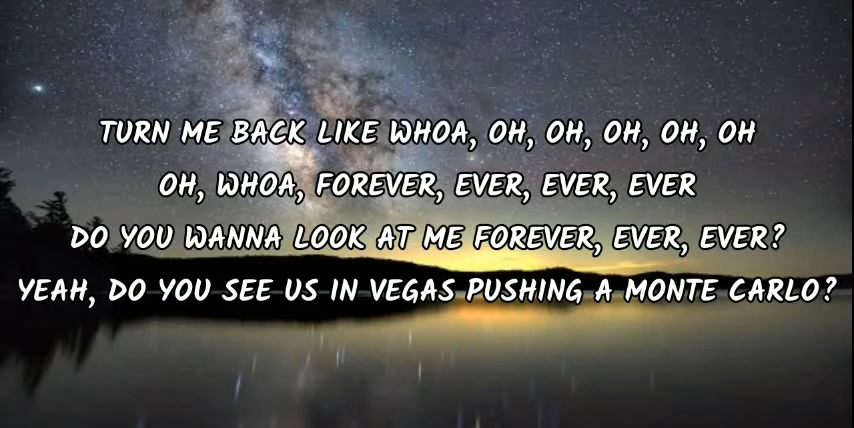 TURN ME BACK LIKE WHOA, OH, OH, OH, OH, OH
OH, WHOA, FOREVER, EVER, EVER, EVER
DO YOU WANNA LOOK AT ME FOREVER, EVER, EVER?
YEAH, DO YOU SEE US IN VEGAS PUSHING A MONTE CARLO?